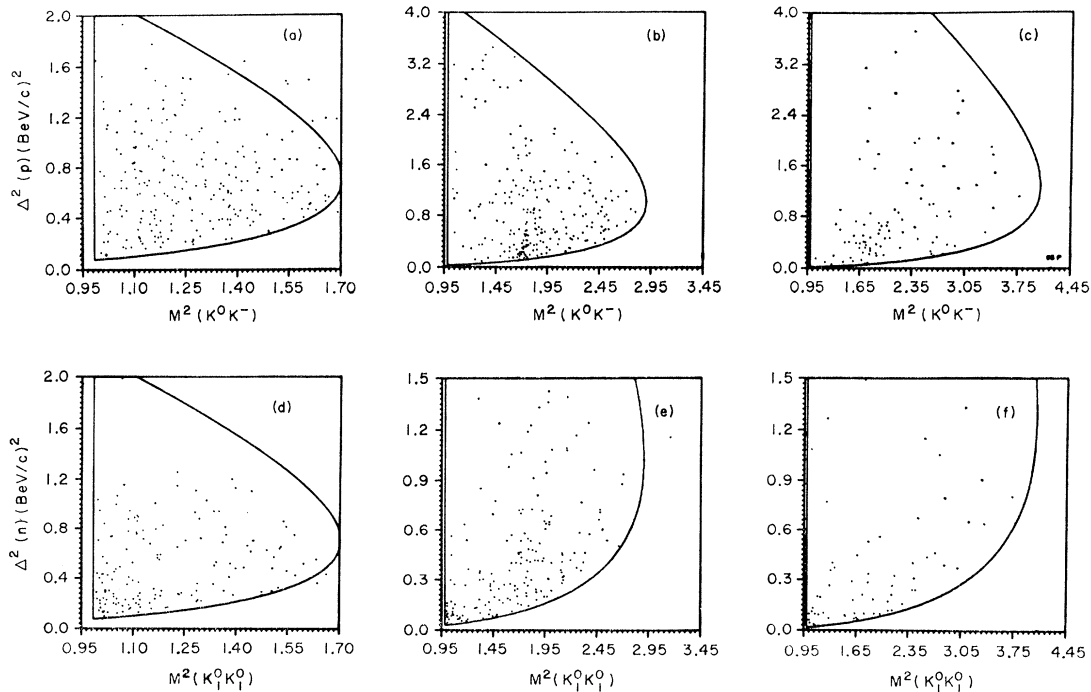 2.0
1.6
1.2
0.8
0.4
0.0
Δ² (p) (BeV/c)²
(a)
0.95 1.10 1.25 1.40 1.55 1.70
M² (K⁰K⁻)
4.0
3.2
2.4
1.6
0.8
0.0
(b)
0.95 1.45 1.95 2.45 2.95 3.45
M² (K⁰K⁻)
4.0
3.2
2.4
1.6
0.8
0.0
(c)
0.95 1.65 2.35 3.05 3.75 4.45
M² (K⁰K⁻)
2.0
1.6
1.2
0.8
0.4
0.0
Δ² (n) (BeV/c)²
(d)
0.95 1.10 1.25 1.40 1.55 1.70
M² (K₁⁰K₁⁰)
1.5
1.2
0.9
0.6
0.3
0.0
(e)
0.95 1.45 1.95 2.45 2.95 3.45
M² (K₁⁰K₁⁰)
1.5
1.2
0.9
0.6
0.3
0.0
(f)
0.95 1.65 2.35 3.05 3.75 4.45
M² (K₁⁰K₁⁰)